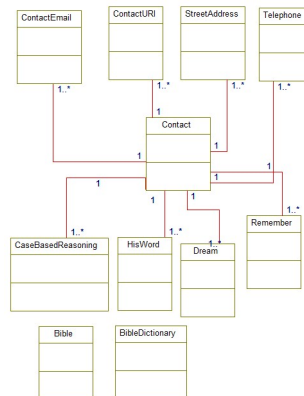 ContactEmail
ContactURI
StreetAddress
Telephone
1..*
1..*
1..*
1..*
1
1
Contact
1
1
1
1
1
1
1
1..*
1..*
1..*
1..*
CaseBasedReasoning
HisWord
Dream
Remember
Bible
BibleDictionary